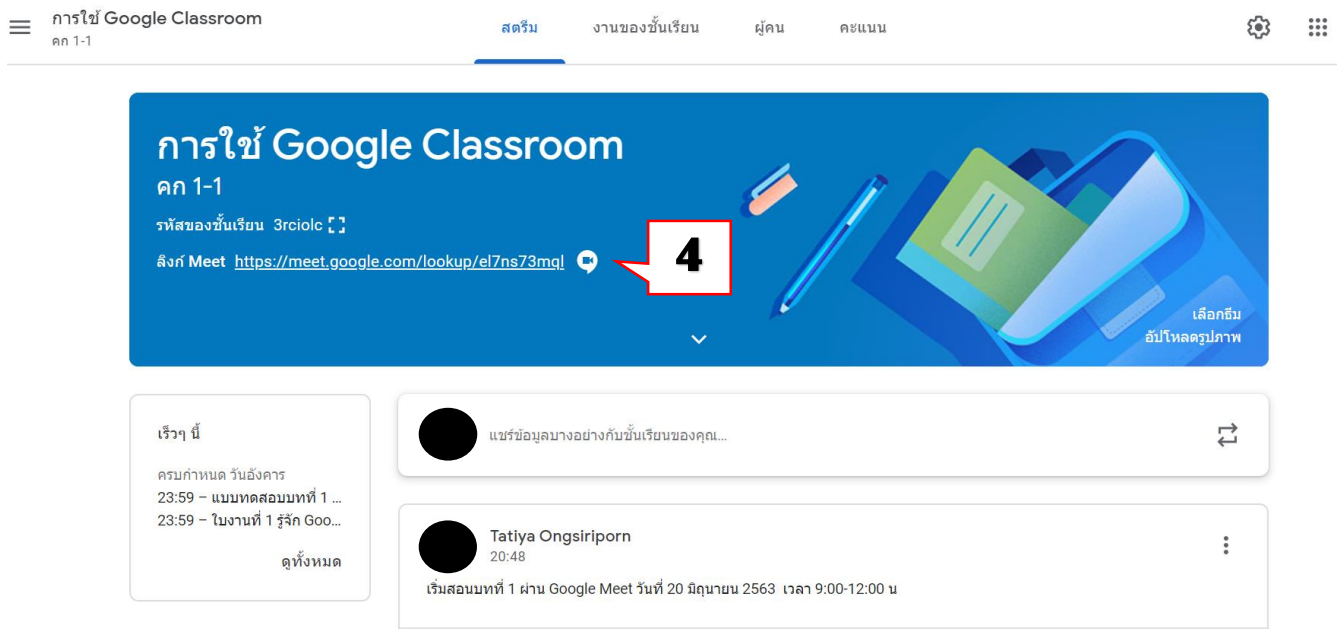 การใช้ Google Classroom
คก 1-1
สตรีม
งานของชั้นเรียน
ผู้คน
คะแนน
การใช้ Google Classroom
คก 1-1
รหัสของชั้นเรียน 3rciolc
ลิงก์ Meet https://meet.google.com/lookup/el7ns73mql
4
เลือกธีม
อัปโหลดรูปภาพ
เร็วๆ นี้
ครบกำหนด วันอังคาร
23:59 – แบบทดสอบบทที่ 1 ...
23:59 – ใบงานที่ 1 รู้จัก Goo...
ดูทั้งหมด
แชร์ข้อมูลบางอย่างกับชั้นเรียนของคุณ...
Tatiya Ongsiriporn
20:48
เริ่มสอนบทที่ 1 ผ่าน Google Meet วันที่ 20 มิถุนายน 2563 เวลา 9:00-12:00 น